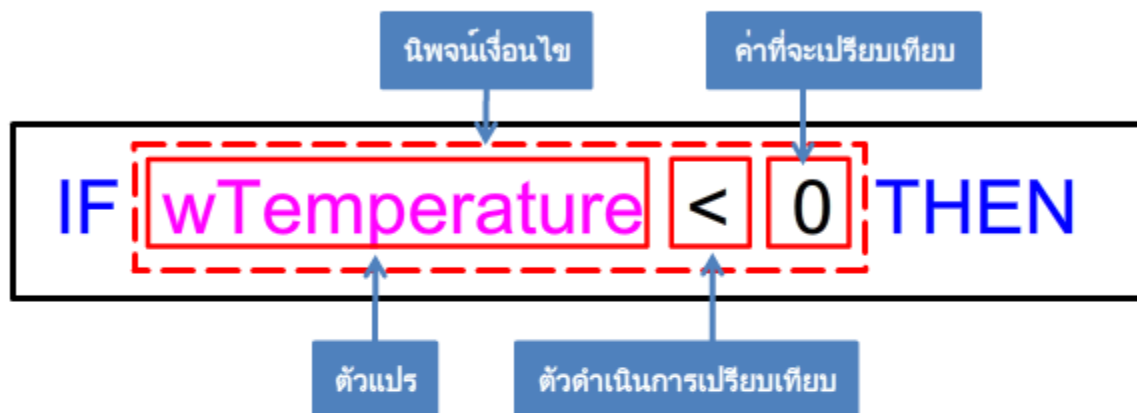 นิพจน์เงื่อนไข
ค่าที่จะเปรียบเทียบ
IF wTemperature < 0 THEN
ตัวแปร
ตัวดำเนินการเปรียบเทียบ